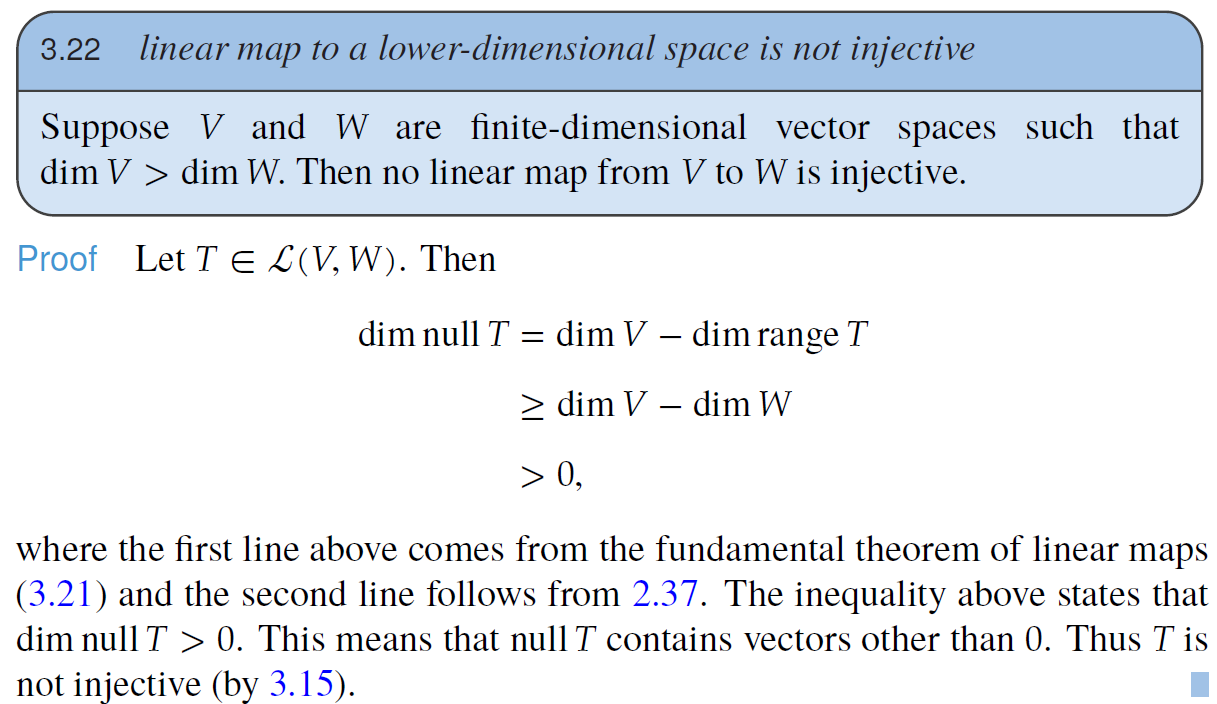 3.22 linear map to a lower-dimensional space is not injective
Suppose V and W are finite-dimensional vector spaces such that
dim V > dim W. Then no linear map from V to W is injective.
Proof Let T ∈ ℒ(V, W). Then
dim null T = dim V − dim range T
≥ dim V − dim W
> 0,
where the first line above comes from the fundamental theorem of linear maps
(3.21) and the second line follows from 2.37. The inequality above states that
dim null T > 0. This means that null T contains vectors other than 0. Thus T is
not injective (by 3.15).